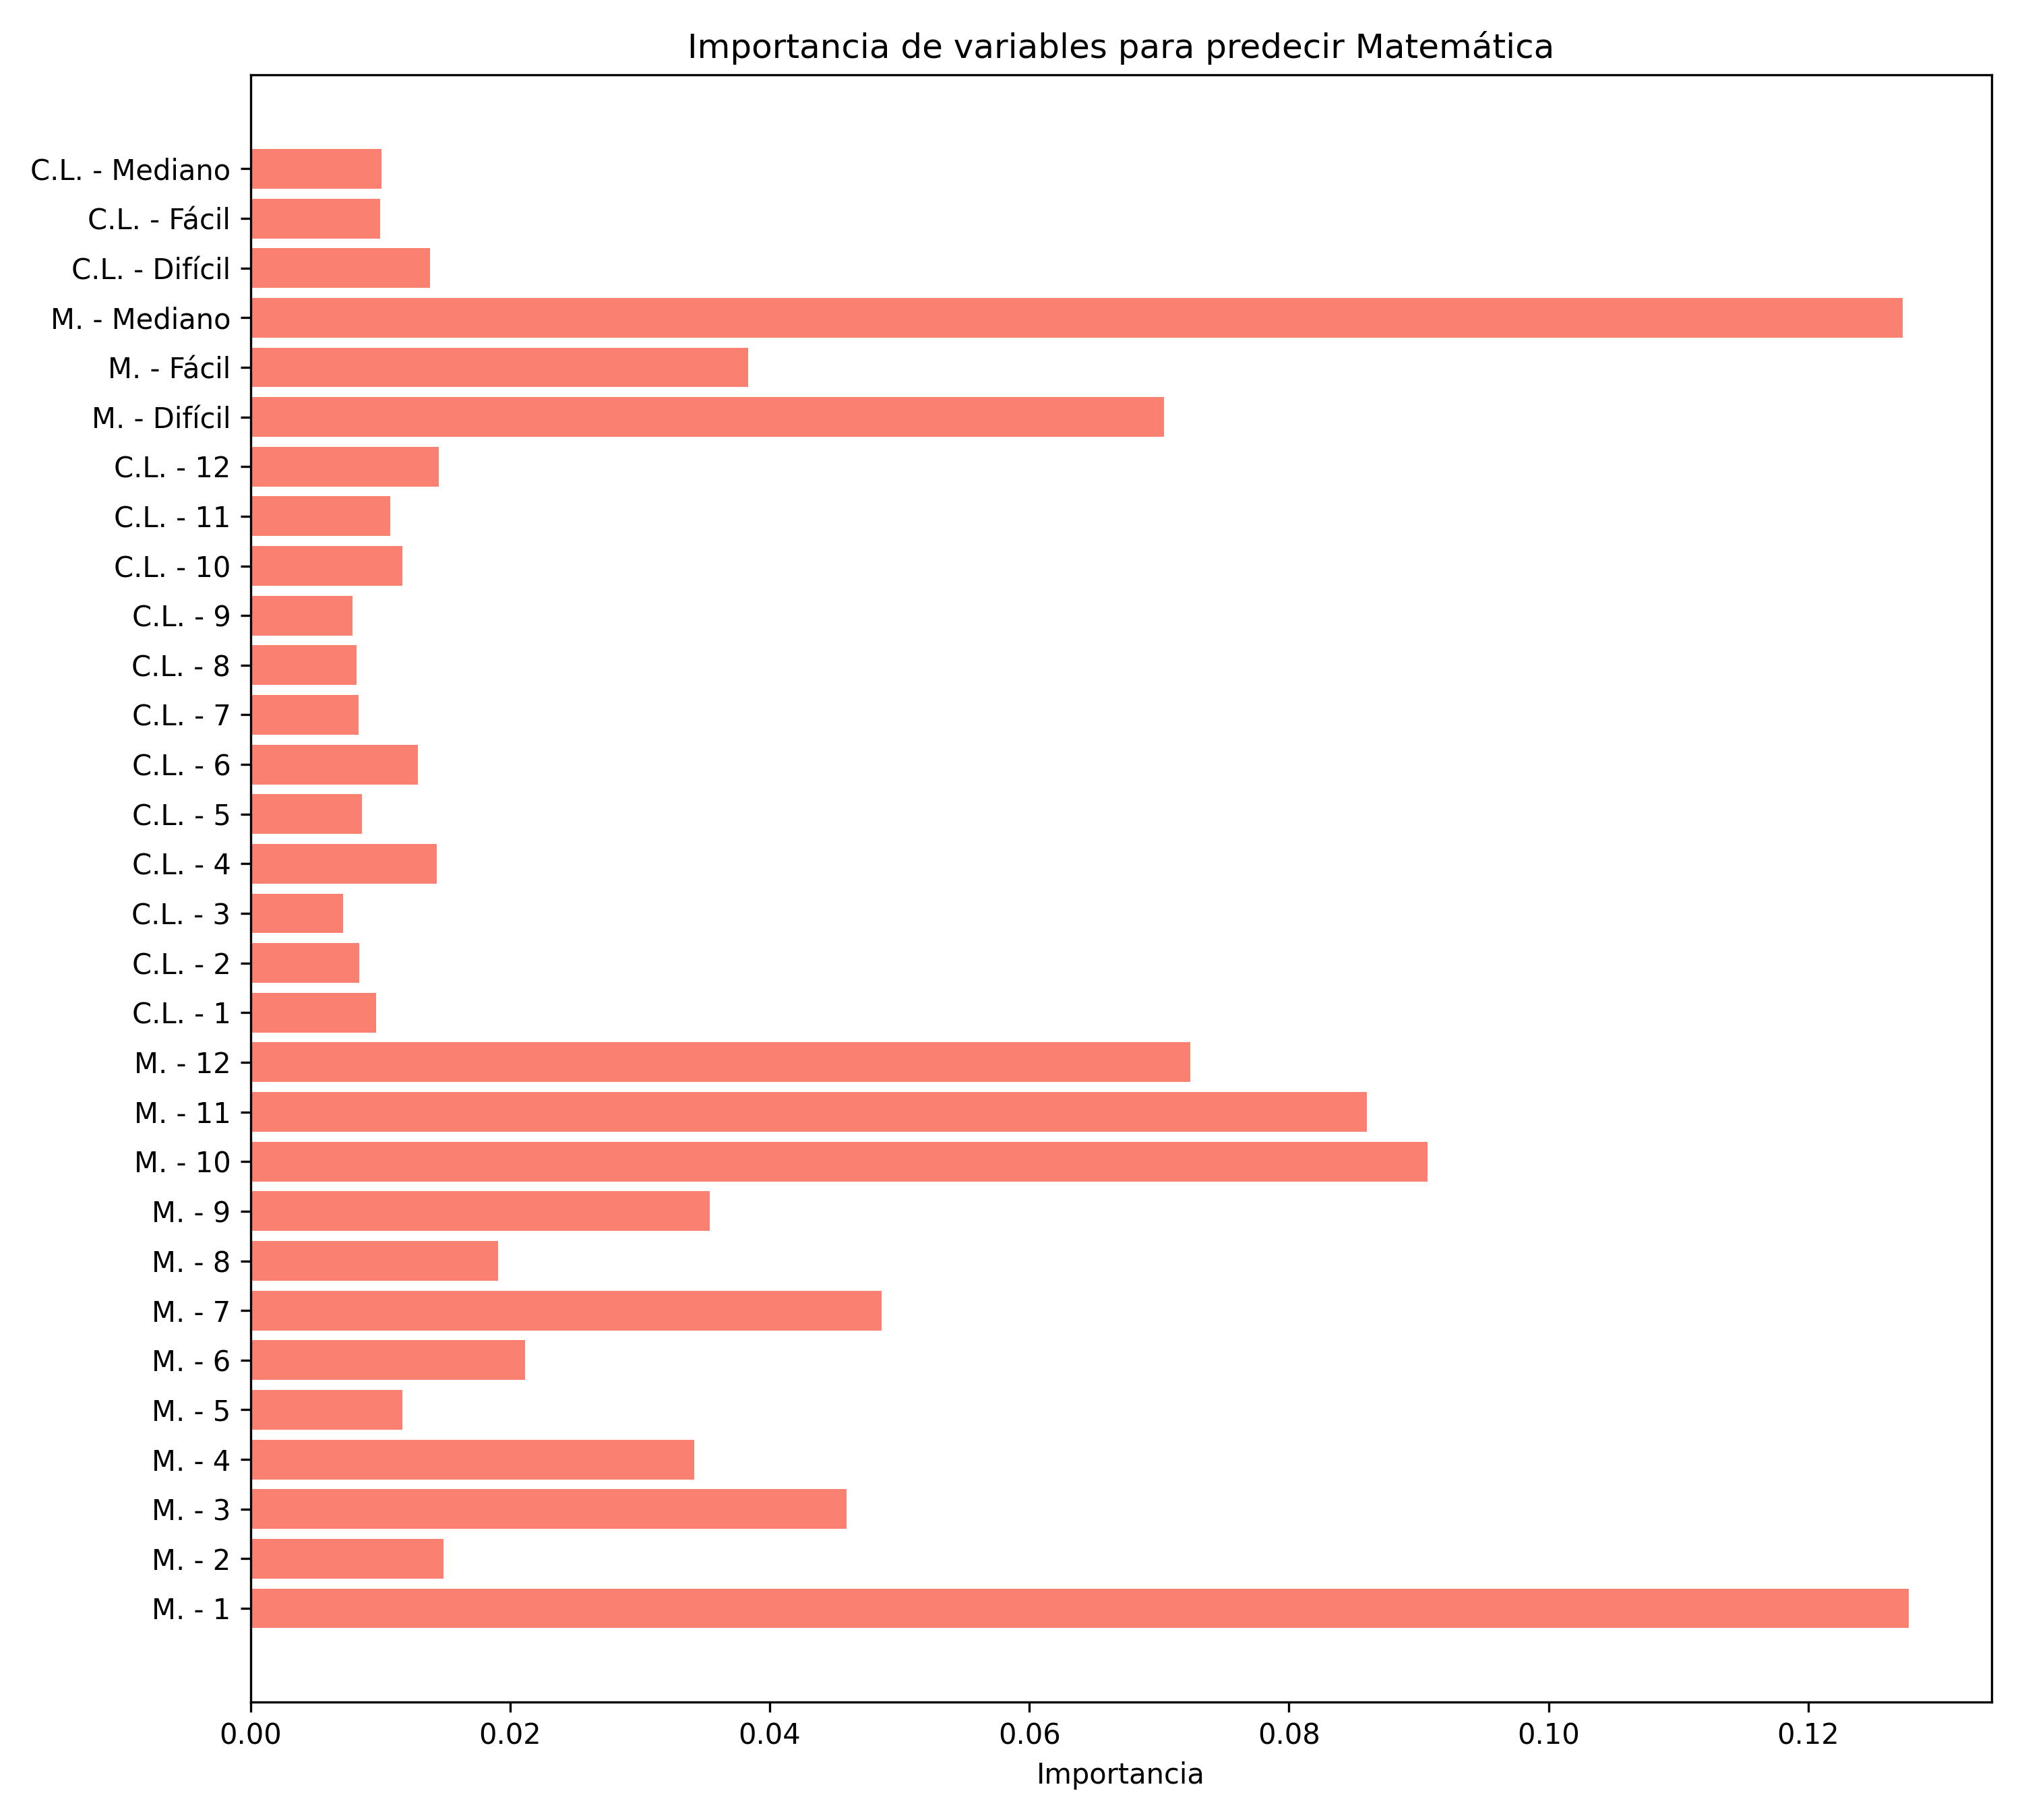 Importancia de variables para predecir Matemática
C.L. - Mediano
C.L. - Fácil
C.L. - Difícil
M. - Mediano
M. - Fácil
M. - Difícil
C.L. - 12
C.L. - 11
C.L. - 10
C.L. - 9
C.L. - 8
C.L. - 7
C.L. - 6
C.L. - 5
C.L. - 4
C.L. - 3
C.L. - 2
C.L. - 1
M. - 12
M. - 11
M. - 10
M. - 9
M. - 8
M. - 7
M. - 6
M. - 5
M. - 4
M. - 3
M. - 2
M. - 1
0.00 0.02 0.04 0.06 0.08 0.10 0.12
Importancia